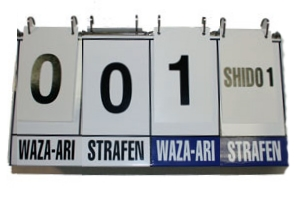 0 0 1 SHIDO 1
WAZA-ARI STRAFEN WAZA-ARI STRAFEN